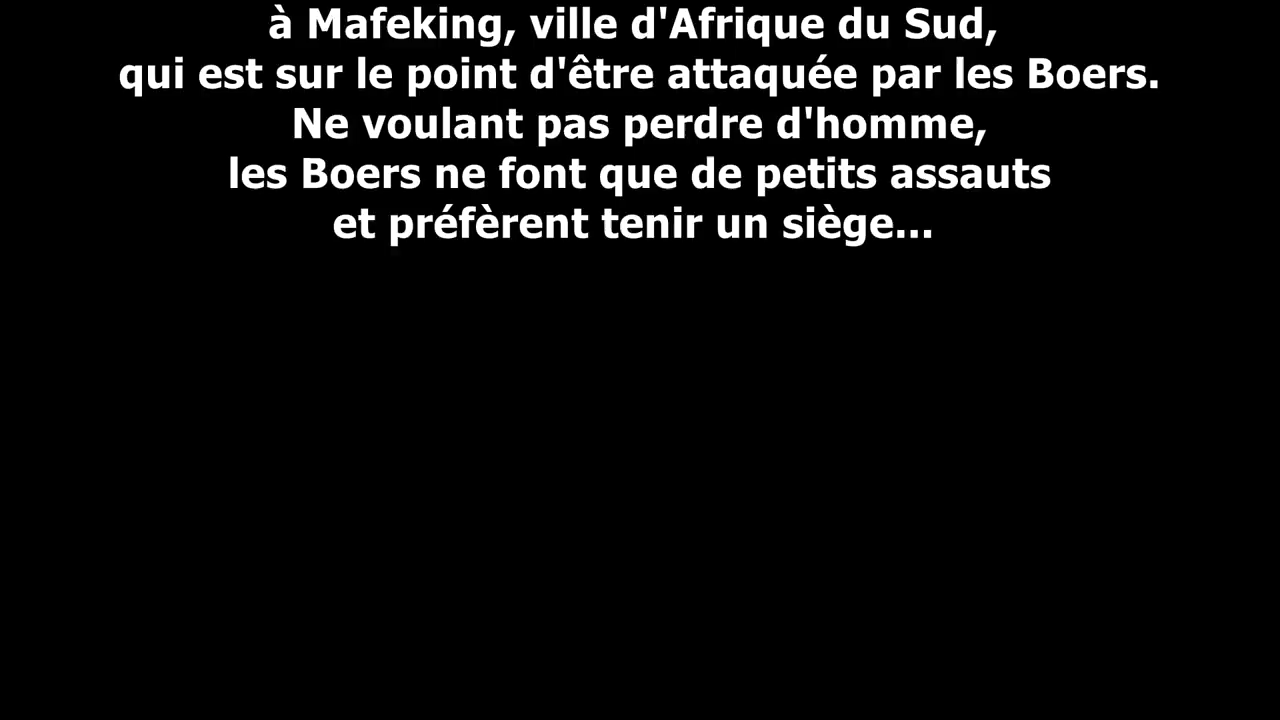 à Mafeking, ville d'Afrique du Sud,
qui est sur le point d'être attaquée par les Boers.
Ne voulant pas perdre d'homme,
les Boers ne font que de petits assauts
et préfèrent tenir un siège...